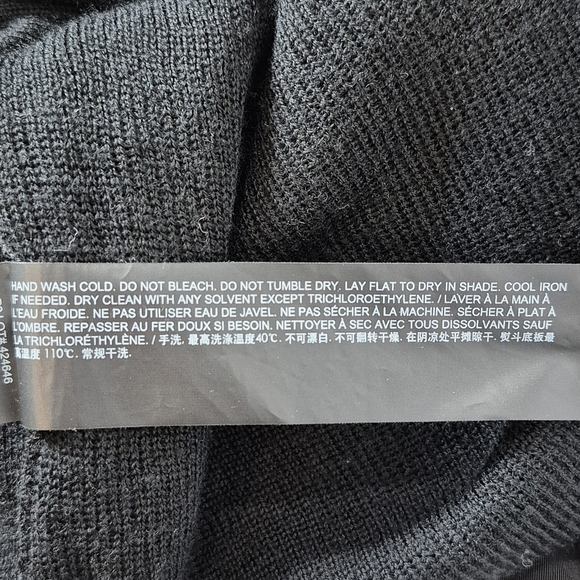 HAND WASH COLD. DO NOT BLEACH. DO NOT TUMBLE DRY. LAY FLAT TO DRY IN SHADE. COOL IRON
IF NEEDED. DRY CLEAN WITH ANY SOLVENT EXCEPT TRICHLOROETHYLENE. / LAVER À LA MAIN À
L'EAU FROIDE. NE PAS UTILISER EAU DE JAVEL. NE PAS SÉCHER À LA MACHINE. SÉCHER À PLAT À
L'OMBRE. REPASSER AU FER DOUX SI BESOIN. NETTOYER À SEC AVEC TOUS DISSOLVANTS SAUF
LA TRICHLORÉTHYLÈNE. / 手洗. 最高洗涤温度40℃. 不可漂白. 不可翻转干燥. 在阴凉处平摊晾干. 熨斗底板最
高温度 110℃. 常规干洗.
LOT# 424646